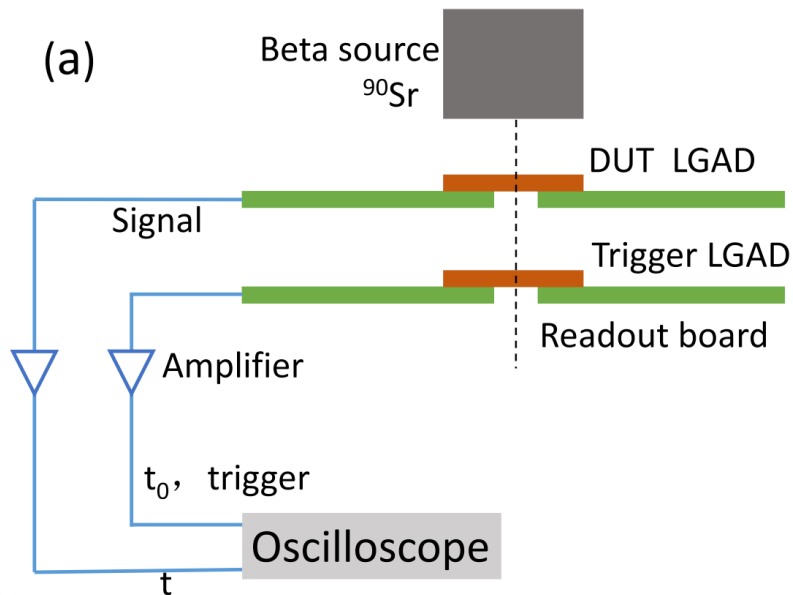 (a)
Beta source
⁹⁰Sr
DUT LGAD
Signal
Trigger LGAD
Readout board
Amplifier
t₀， trigger
Oscilloscope
t